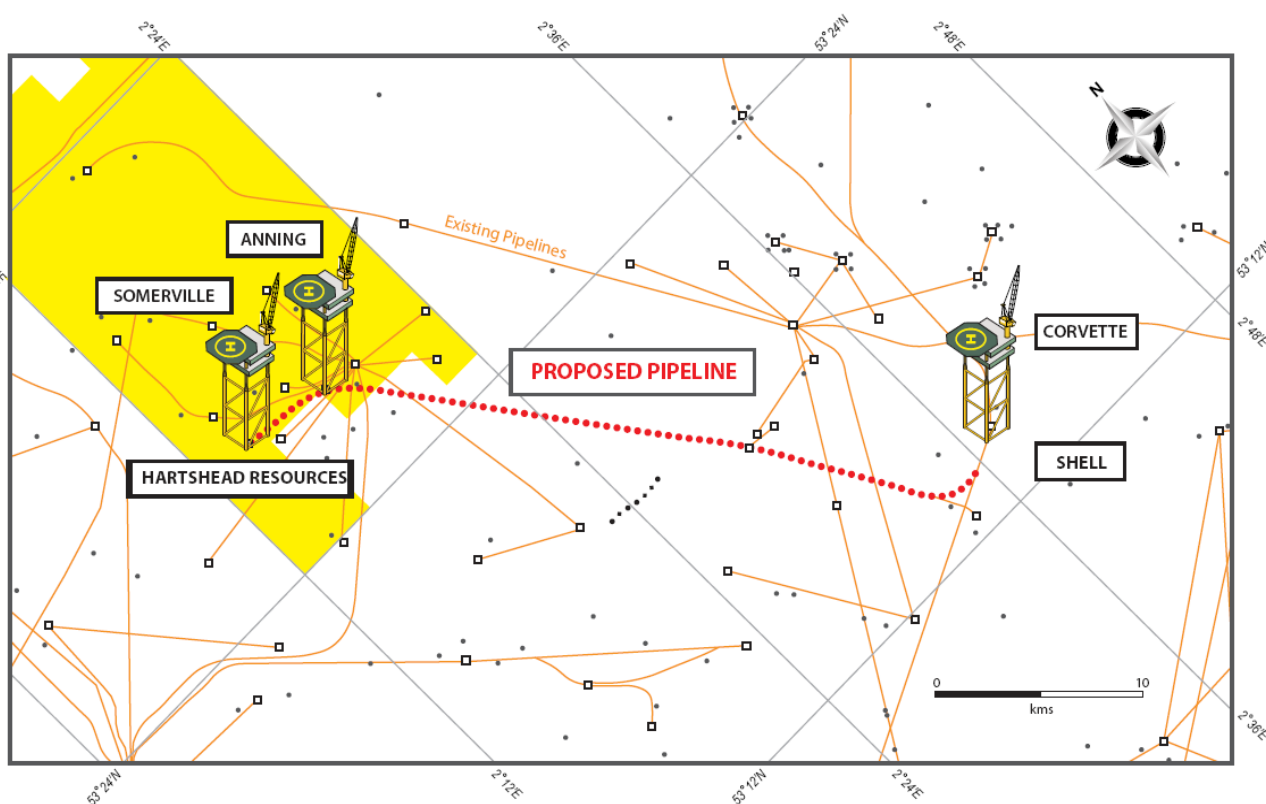 2°24'E
2°36'E
53°24'N
2°48'E
N
ANNING
Existing Pipelines
SOMERVILLE
H
H
H
CORVETTE
53°12'N
2°48'E
PROPOSED PIPELINE
HARTSHEAD RESOURCES
SHELL
0 10
kms
2°36'E
53°24'N
2°12'E
53°12'N
2°24'E